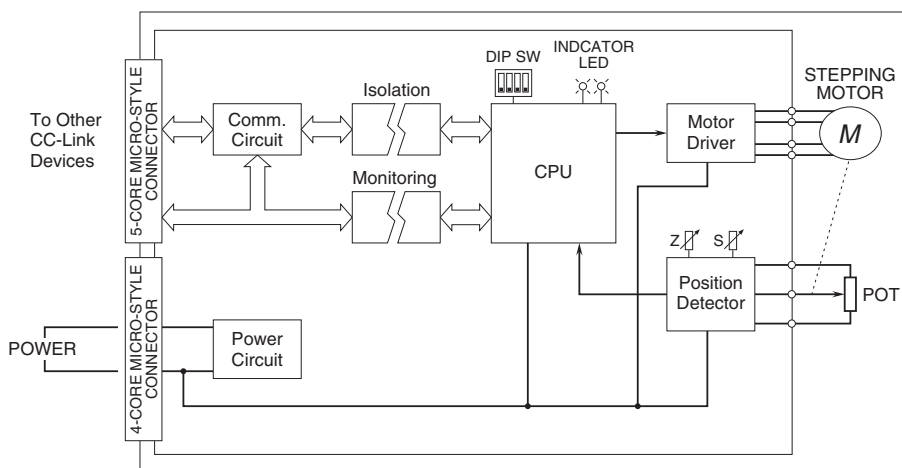 DIP SW
INDCATOR
LED
STEPPING
MOTOR
To Other
CC-Link
Devices
5-CORE MICRO-STYLE
CONNECTOR
Comm.
Circuit
Isolation
Monitoring
CPU
Motor
Driver
M
Z
S
Position
Detector
POT
POWER
4-CORE MICRO-STYLE
CONNECTOR
Power
Circuit